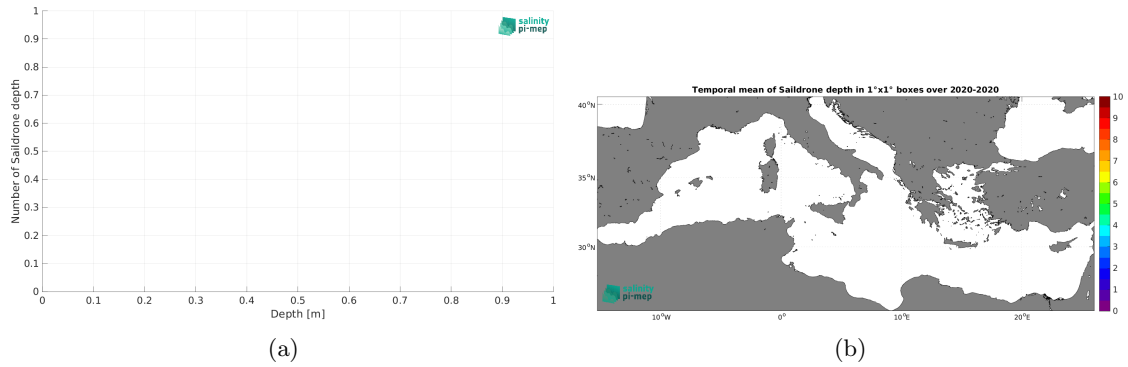 1
0.9
0.8
0.7
0.6
0.5
0.4
0.3
0.2
0.1
0
Number of Saildrone depth
0 0.1 0.2 0.3 0.4 0.5 0.6 0.7 0.8 0.9 1
Depth [m]
salinity
pi-mep
(a)
Temporal mean of Saildrone depth in 1°x1° boxes over 2020-2020
40°N
35°N
30°N
10°W 0° 10°E 20°E
salinity
pi-mep
10
9
8
7
6
5
4
3
2
1
0
(b)